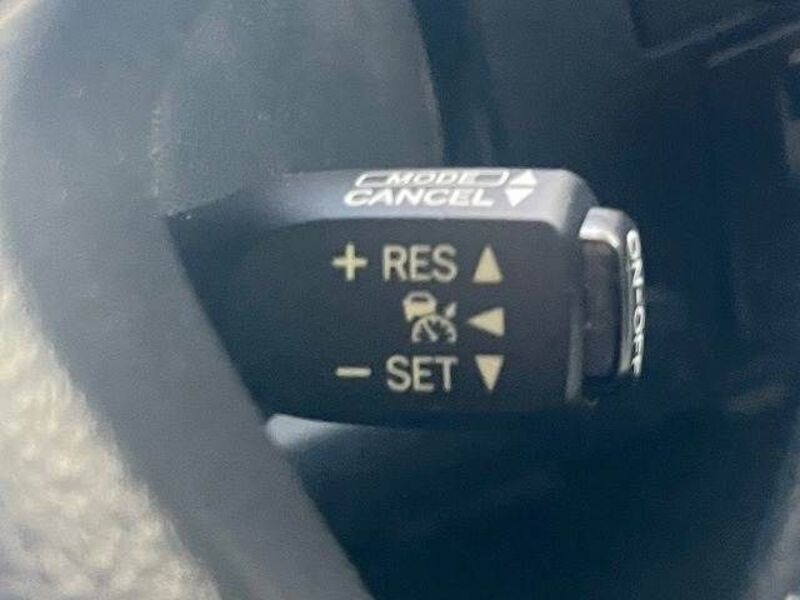 MODE
CANCEL
+ RES
- SET
ON-OFF